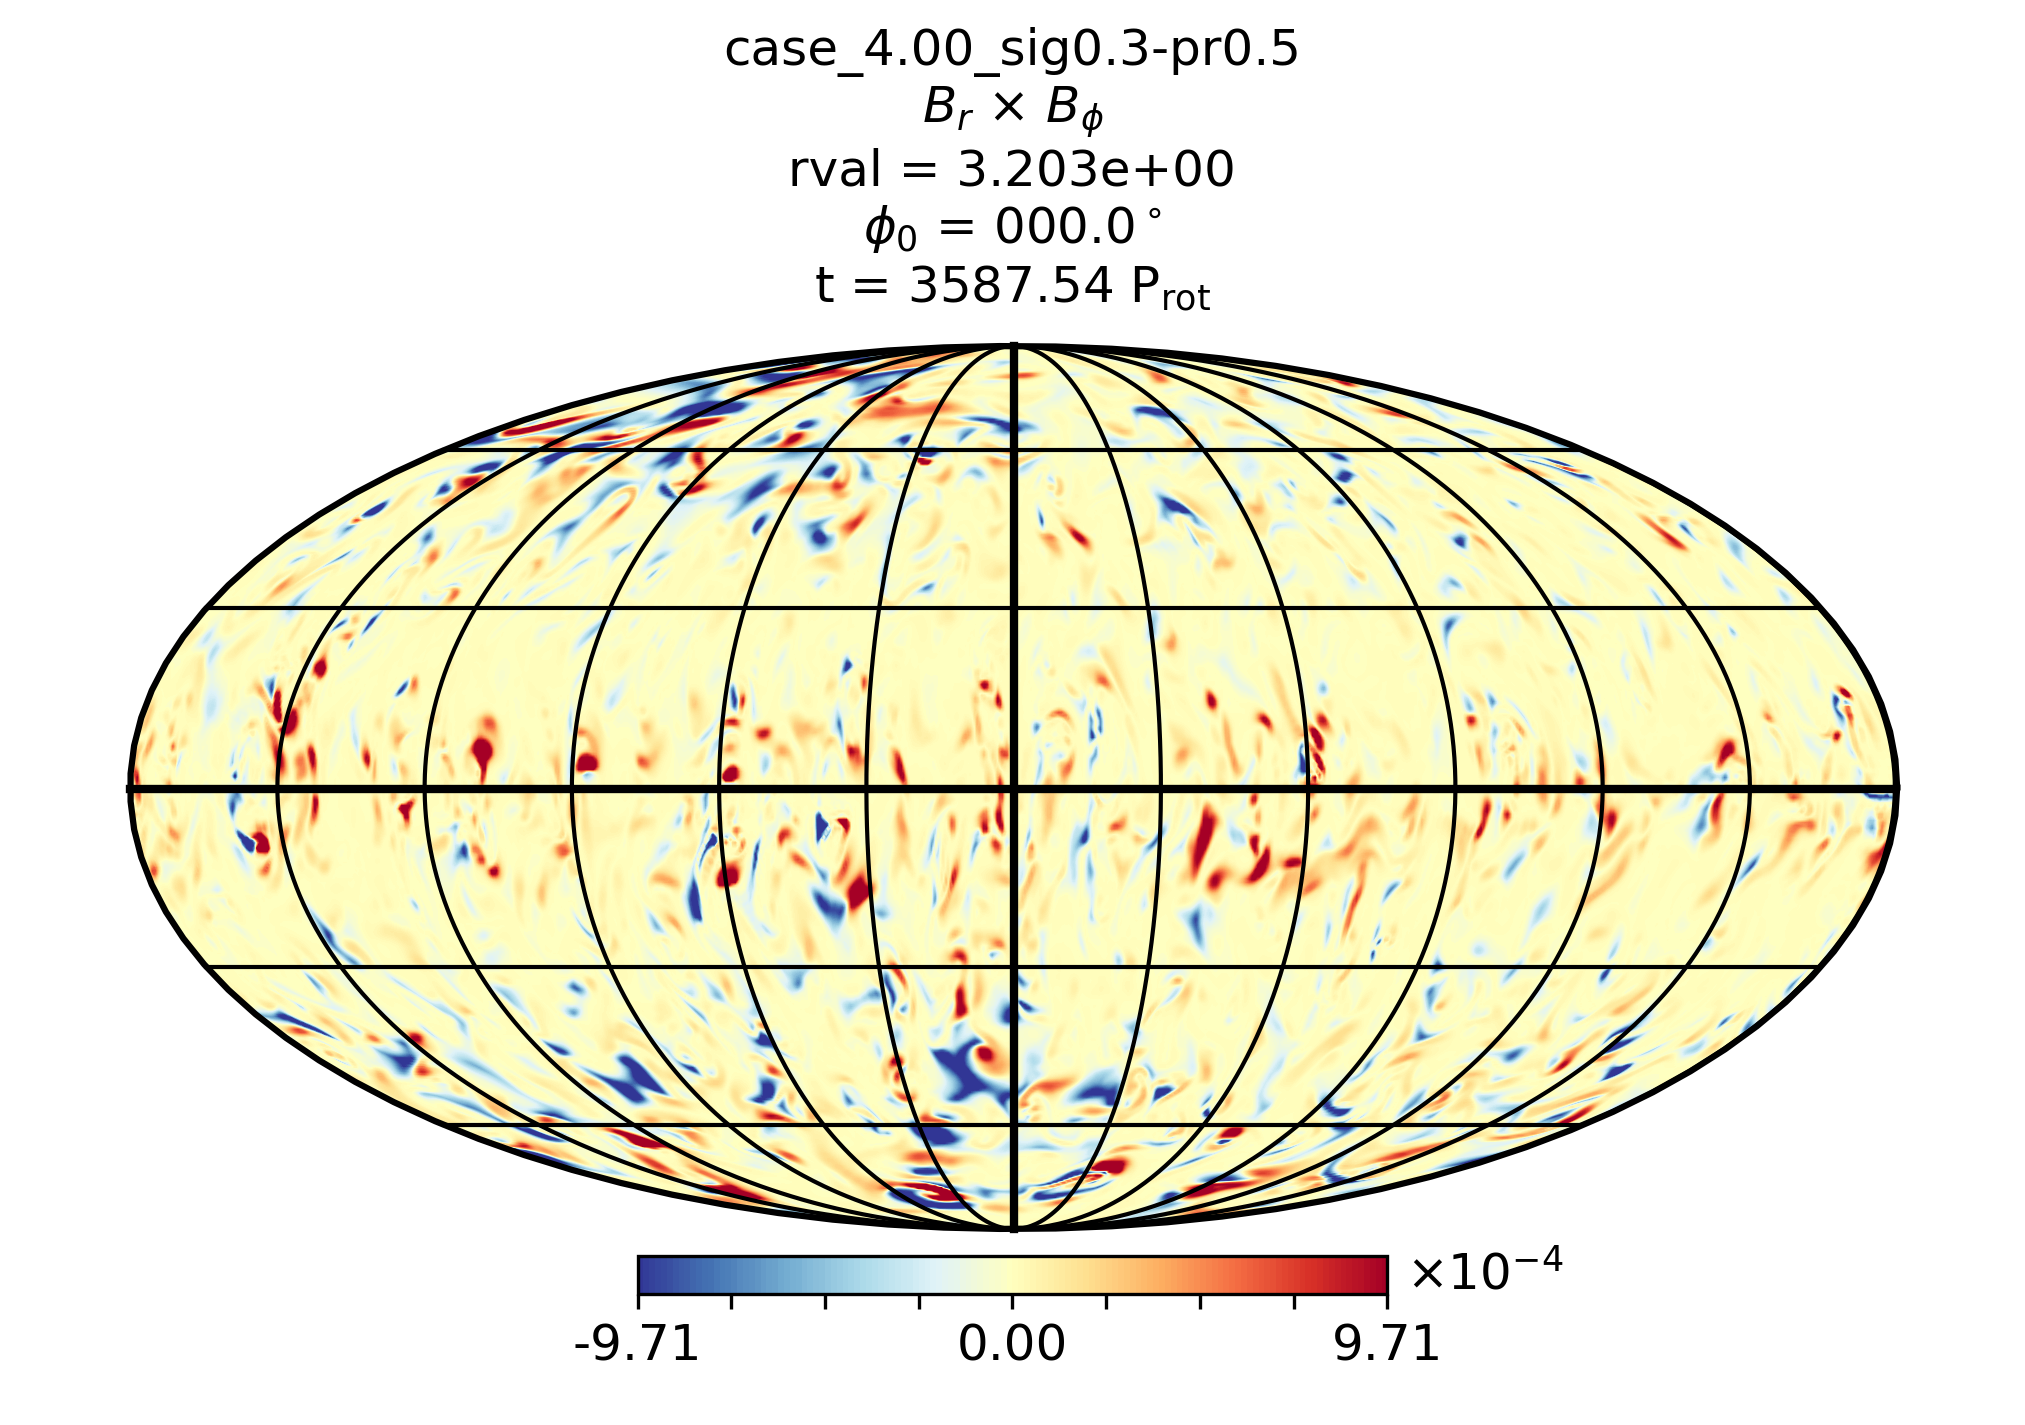 case_4.00_sig0.3-pr0.5
B_r × B_ϕ
rval = 3.203e+00
ϕ_0 = 000.0°
t = 3587.54 P_rot
×10^−4
-9.71 0.00 9.71